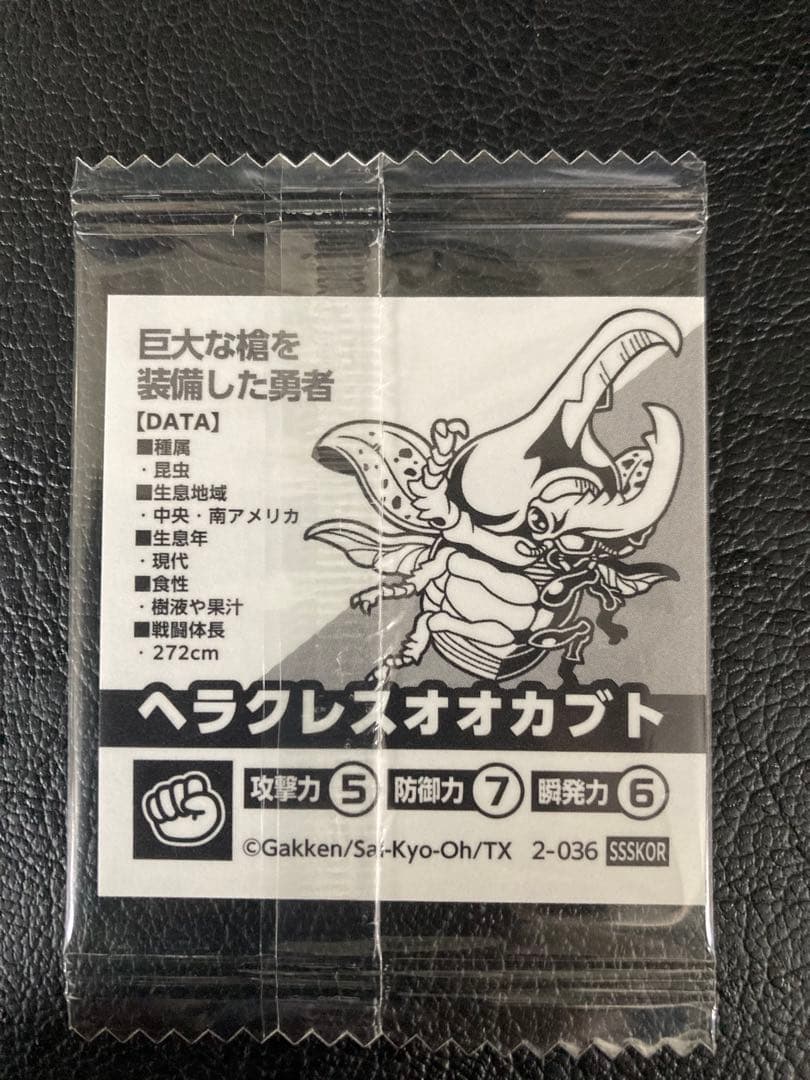 巨大な槍を
装備した勇者
【DATA】
■種属
・昆虫
■生息地域
・中央・南アメリカ
■生息年
・現代
■食性
・樹液や果汁
■戦闘体長
・272cm
ヘラクレスオオカブト
攻撃力 5 防御力 7 瞬発力 6
©Gakken/Sai-Kyo-Oh/TX 2-036 SSSKOR